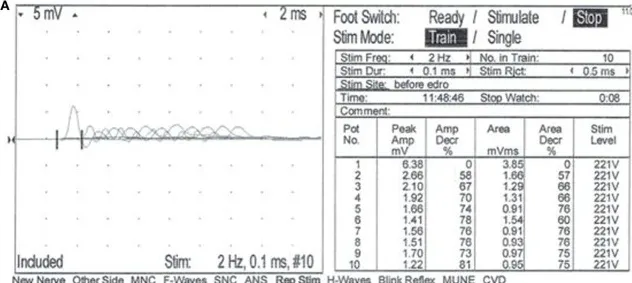 A
5 mV 2 ms
Foot Switch: Ready / Stimulate / Stop
Stim Mode: Train / Single
Stim Freq: 2 Hz No. in Train: 10
Stim Dur: 0.1 ms Stim Rjct: 0.5 ms
Stim Site: before edro
Time: 11:48:46 Stop Watch: 0:08
Comment:
Pot Peak Amp Area Area Stim
No. Amp Decr Decr Level
mV % mVms %
1 6.38 0 3.85 0 221V
2 2.66 58 1.66 57 221V
3 2.10 67 1.29 66 221V
4 1.92 70 1.31 66 221V
5 1.66 74 0.91 76 221V
6 1.41 78 1.54 60 221V
7 1.56 76 0.91 76 221V
8 1.51 76 0.93 76 221V
9 1.70 73 0.97 75 221V
10 1.22 81 0.95 75 221V
Included Stim: 2 Hz, 0.1 ms, #10
New Nerve Other Side MNC F-Waves SNC ANS Rep Stim H-Waves Blink Reflex MUNE CVD